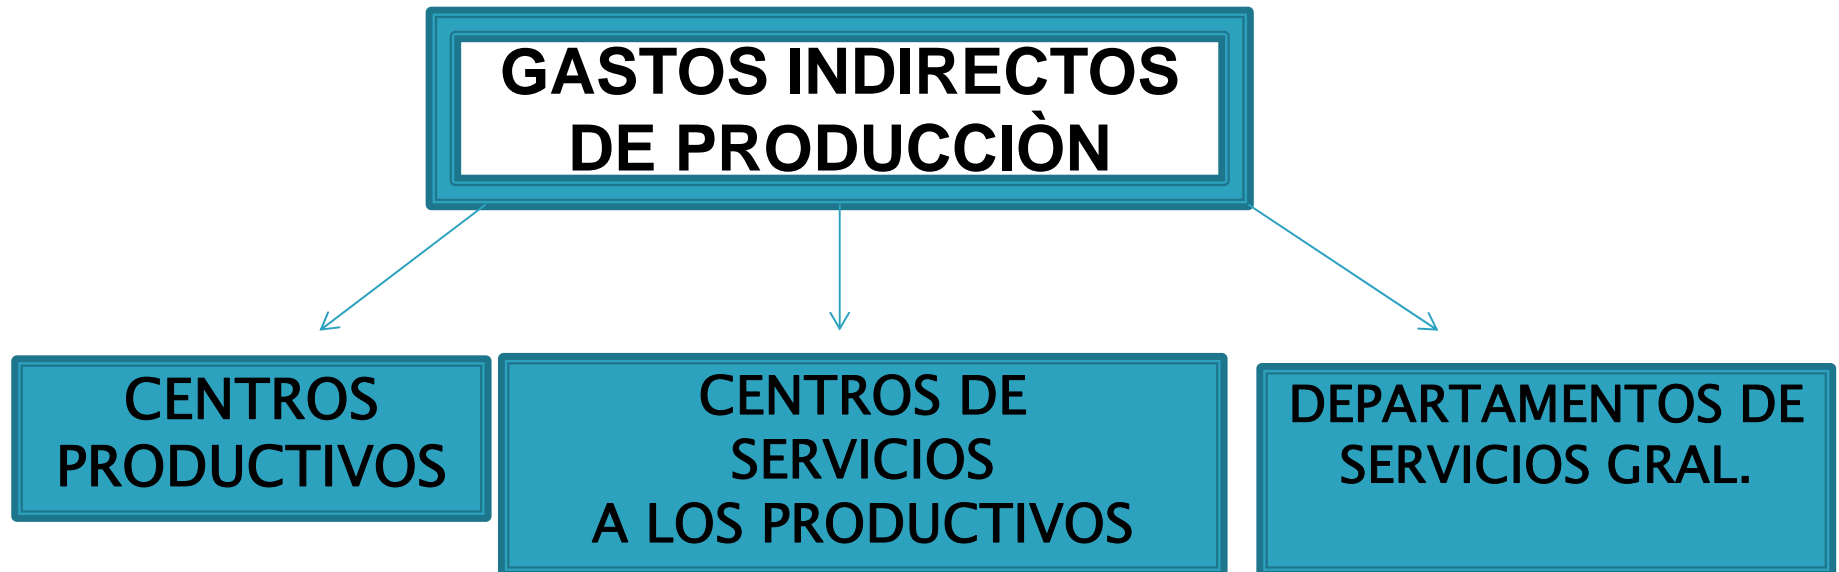 GASTOS INDIRECTOS
DE PRODUCCIÒN
CENTROS
PRODUCTIVOS
CENTROS DE
SERVICIOS
A LOS PRODUCTIVOS
DEPARTAMENTOS DE
SERVICIOS GRAL.